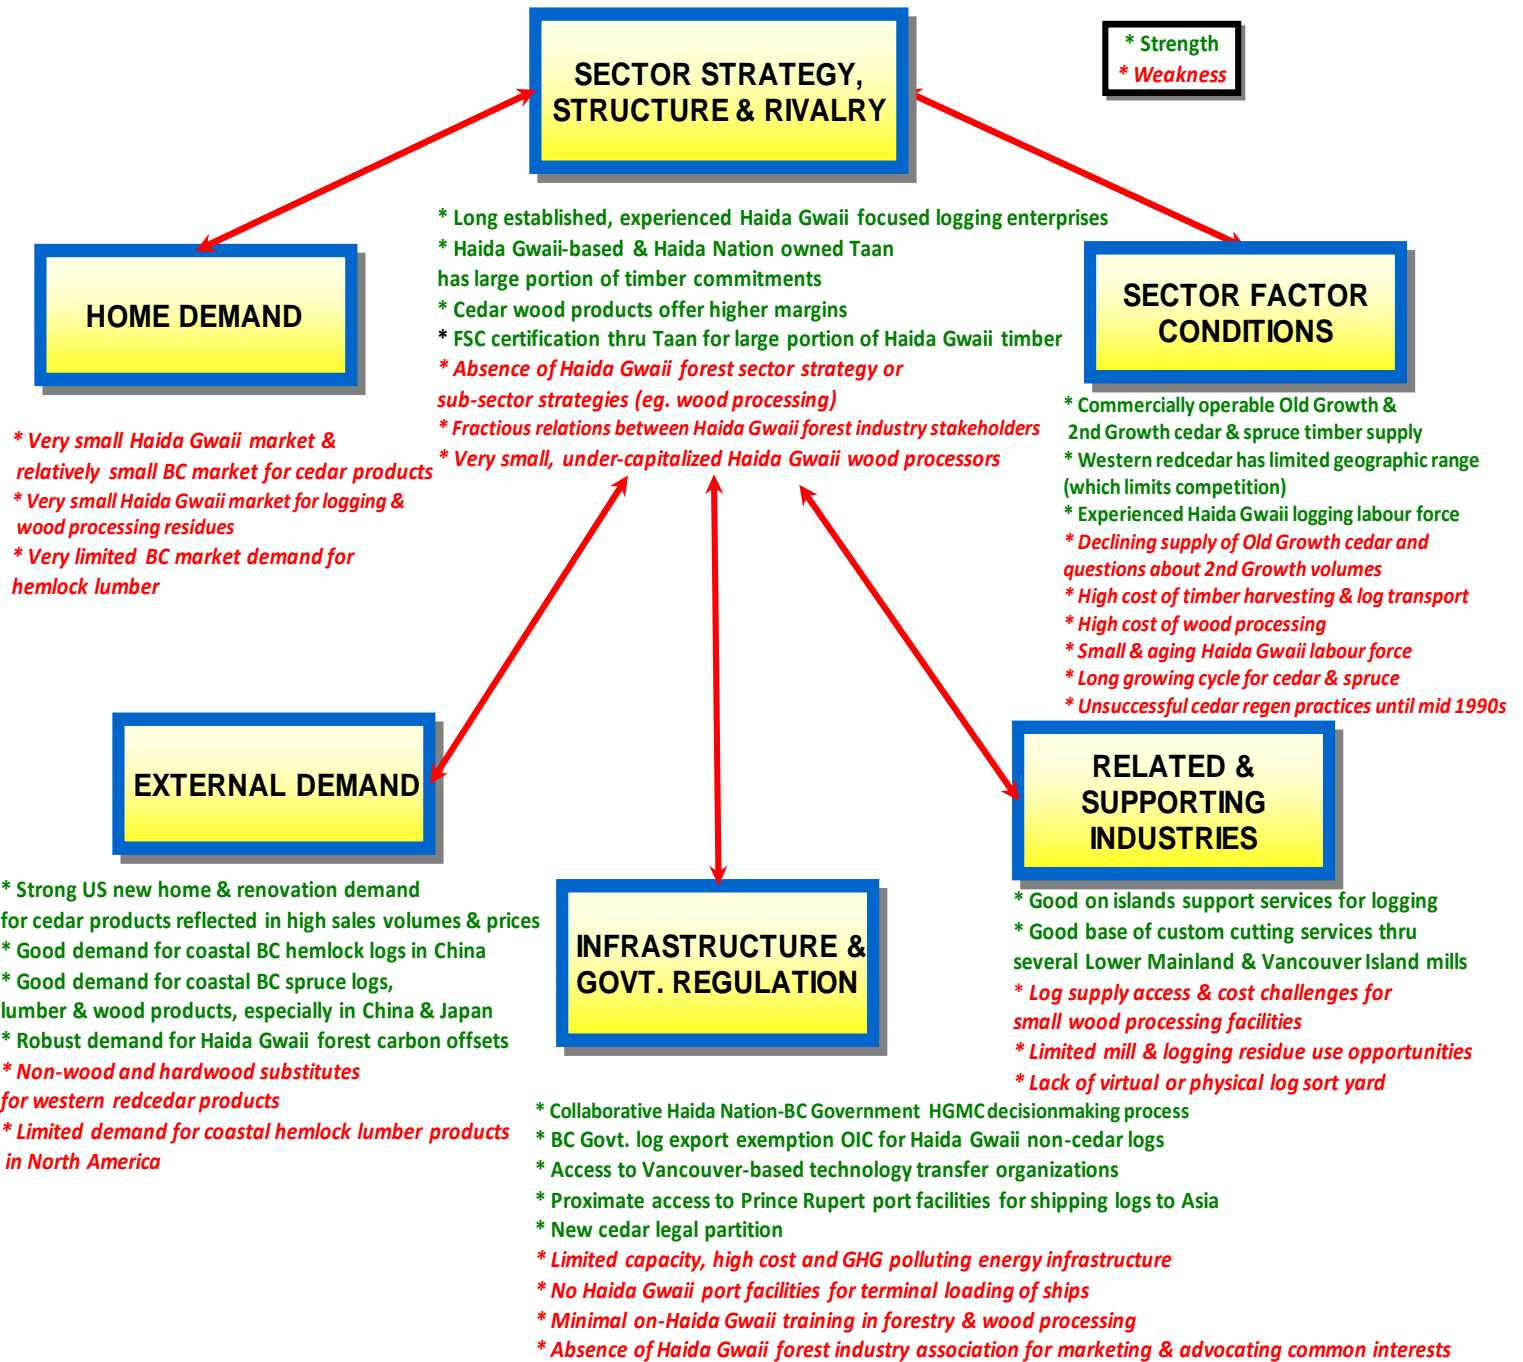 SECTOR STRATEGY,
STRUCTURE & RIVALRY
* Strength
* Weakness
* Long established, experienced Haida Gwaii focused logging enterprises
* Haida Gwaii-based & Haida Nation owned Taan
has large portion of timber commitments
* Cedar wood products offer higher margins
* FSC certification thru Taan for large portion of Haida Gwaii timber
* Absence of Haida Gwaii forest sector strategy or
sub-sector strategies (eg. wood processing)
* Fractious relations between Haida Gwaii forest industry stakeholders
* Very small, under-capitalized Haida Gwaii wood processors
HOME DEMAND
* Very small Haida Gwaii market &
relatively small BC market for cedar products
* Very small Haida Gwaii market for logging &
wood processing residues
* Very limited BC market demand for
hemlock lumber
SECTOR FACTOR
CONDITIONS
* Commercially operable Old Growth &
2nd Growth cedar & spruce timber supply
* Western redcedar has limited geographic range
(which limits competition)
* Experienced Haida Gwaii logging labour force
* Declining supply of Old Growth cedar and
questions about 2nd Growth volumes
* High cost of timber harvesting & log transport
* High cost of wood processing
* Small & aging Haida Gwaii labour force
* Long growing cycle for cedar & spruce
* Unsuccessful cedar regen practices until mid 1990s
EXTERNAL DEMAND
* Strong US new home & renovation demand
for cedar products reflected in high sales volumes & prices
* Good demand for coastal BC hemlock logs in China
* Good demand for coastal BC spruce logs,
lumber & wood products, especially in China & Japan
* Robust demand for Haida Gwaii forest carbon offsets
* Non-wood and hardwood substitutes
for western redcedar products
* Limited demand for coastal hemlock lumber products
in North America
INFRASTRUCTURE &
GOVT. REGULATION
* Collaborative Haida Nation-BC Government HGMC decisionmaking process
* BC Govt. log export exemption OIC for Haida Gwaii non-cedar logs
* Access to Vancouver-based technology transfer organizations
* Proximate access to Prince Rupert port facilities for shipping logs to Asia
* New cedar legal partition
* Limited capacity, high cost and GHG polluting energy infrastructure
* No Haida Gwaii port facilities for terminal loading of ships
* Minimal on-Haida Gwaii training in forestry & wood processing
* Absence of Haida Gwaii forest industry association for marketing & advocating common interests
RELATED &
SUPPORTING
INDUSTRIES
* Good on islands support services for logging
* Good base of custom cutting services thru
several Lower Mainland & Vancouver Island mills
* Log supply access & cost challenges for
small wood processing facilities
* Limited mill & logging residue use opportunities
* Lack of virtual or physical log sort yard